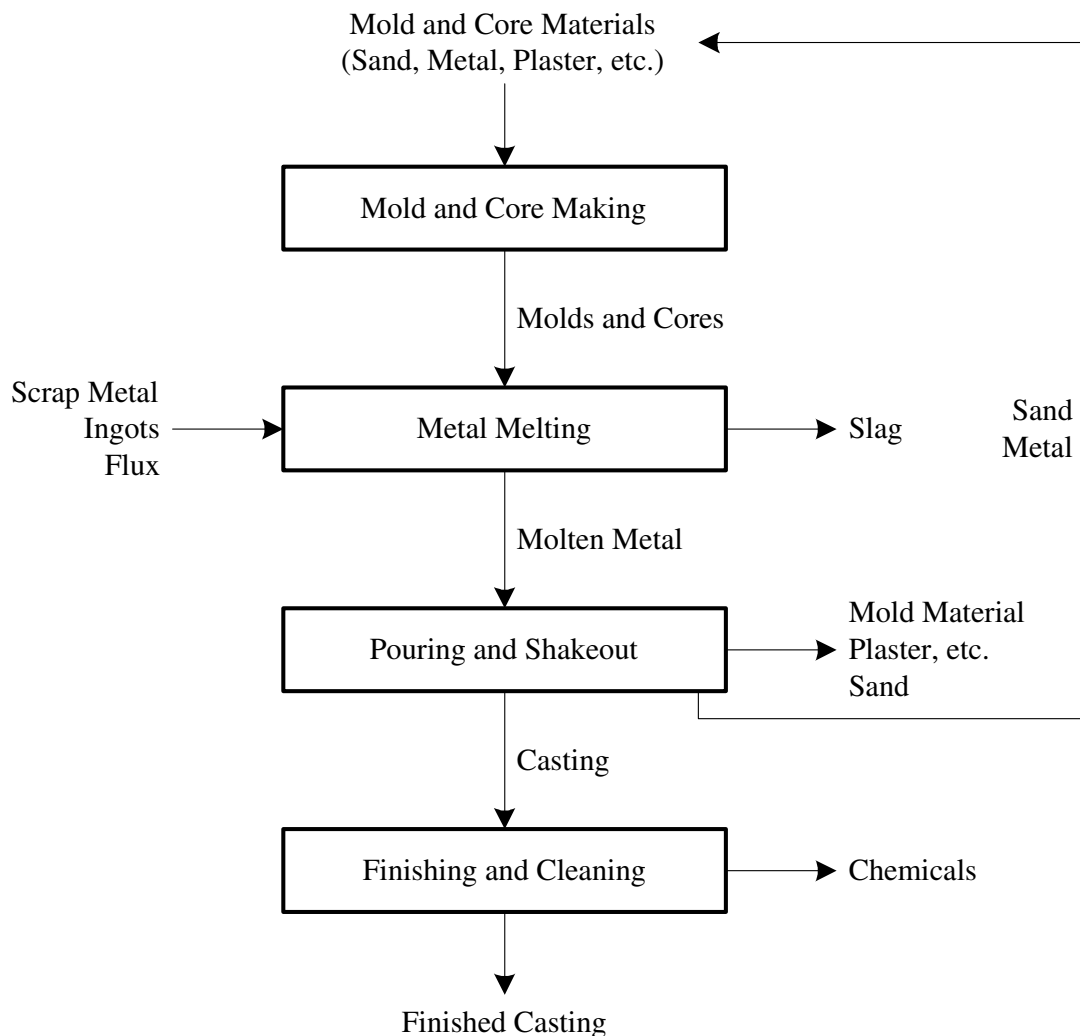 Mold and Core Materials
(Sand, Metal, Plaster, etc.)
Mold and Core Making
Molds and Cores
Scrap Metal
Ingots
Flux
Metal Melting
Slag
Sand
Metal
Molten Metal
Pouring and Shakeout
Mold Material
Plaster, etc.
Sand
Casting
Finishing and Cleaning
Chemicals
Finished Casting